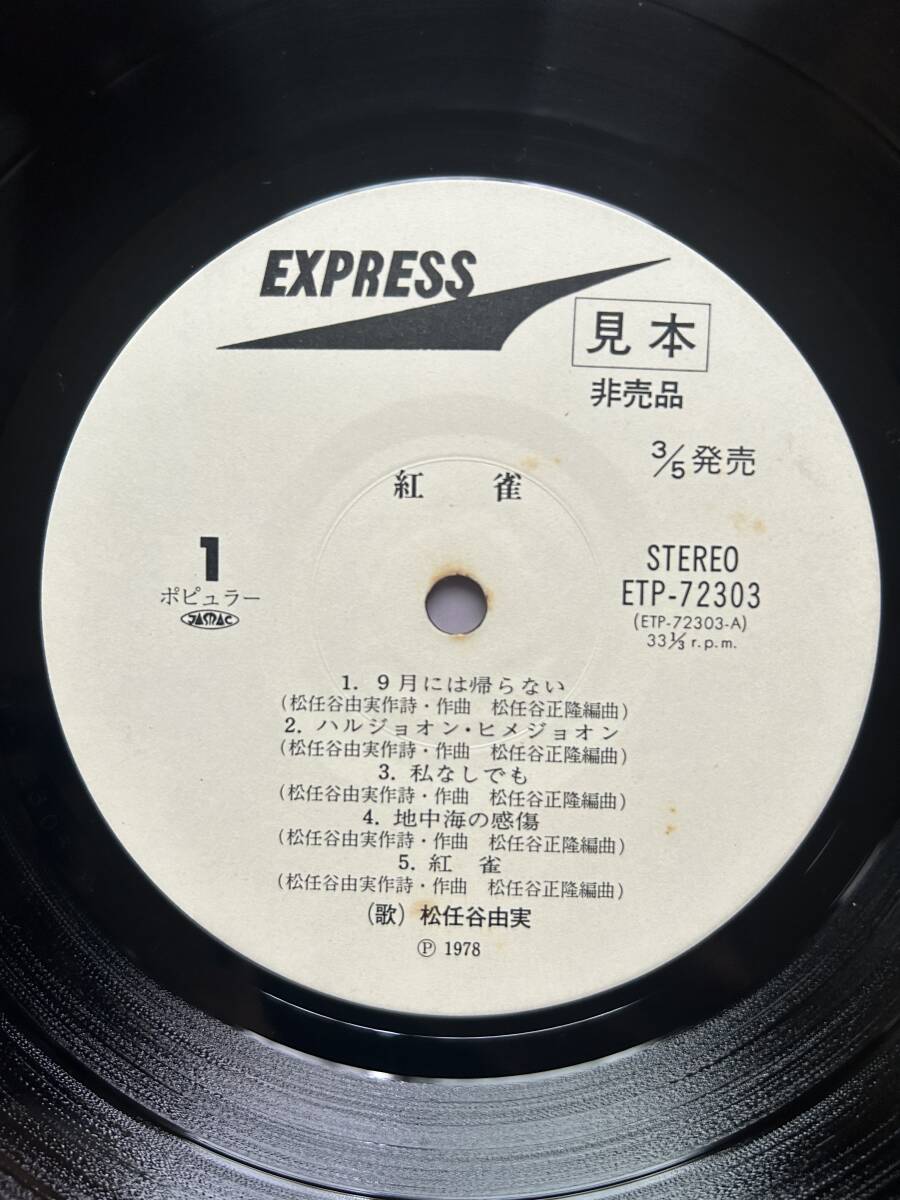 EXPRESS
見本
非売品
3/5発売
紅 雀
1
ポピュラー
JASRAC
STEREO
ETP-72303
(ETP-72303-A)
33⅓ r.p.m.
1. 9月には帰らない
(松任谷由実作詩・作曲 松任谷正隆編曲)
2. ハルジョオン・ヒメジョオン
(松任谷由実作詩・作曲 松任谷正隆編曲)
3. 私なしでも
(松任谷由実作詩・作曲 松任谷正隆編曲)
4. 地中海の感傷
(松任谷由実作詩・作曲 松任谷正隆編曲)
5. 紅 雀
(松任谷由実作詩・作曲 松任谷正隆編曲)
(歌) 松任谷由実
Ⓟ 1978